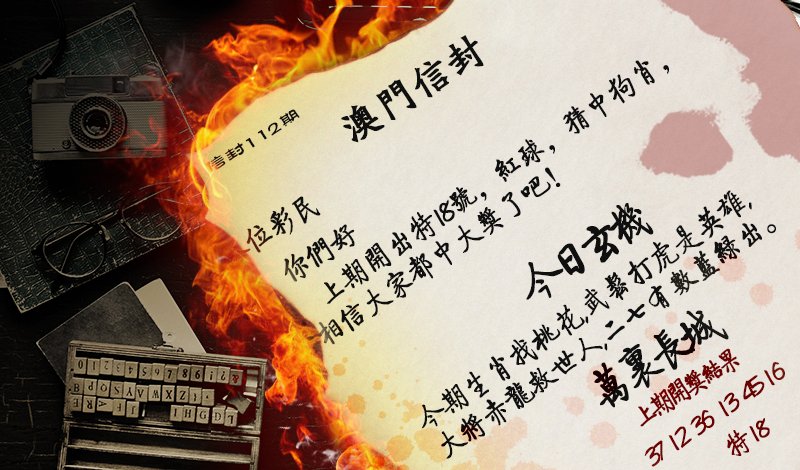 澳門信封
信封112期
位彩民
你們好
上期開出特18號，紅球，猜中狗肖，
相信大家都中大獎了吧！
今日玄機
今期生肖找桃花,武鬆打虎是英雄,
大將赤龍救世人,二七有數藍綠出。
萬裏長城
上期開獎結果
37 12 36 13 45 16
特18